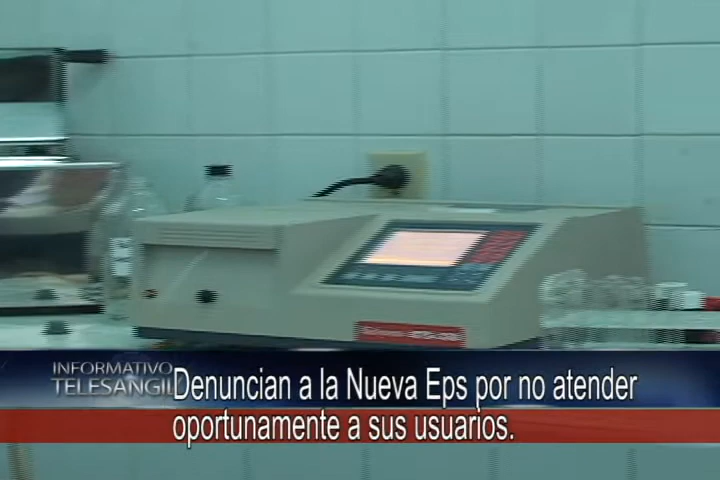 INFORMATIVO
TELESANGIL
Denuncian a la Nueva Eps por no atender
oportunamente a sus usuarios.